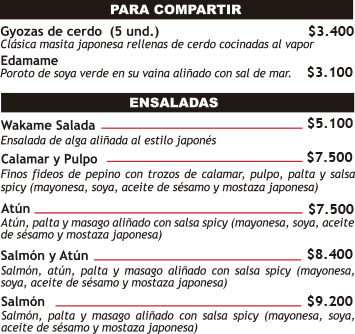 PARA COMPARTIR
Gyozas de cerdo (5 und.) $3.400
Clásica masita japonesa rellenas de cerdo cocinadas al vapor
Edamame
Poroto de soya verde en su vaina aliñado con sal de mar. $3.100
ENSALADAS
Wakame Salada $5.100
Ensalada de alga aliñada al estilo japonés
Calamar y Pulpo $7.500
Finos fideos de pepino con trozos de calamar, pulpo, palta y salsa
spicy (mayonesa, soya, aceite de sésamo y mostaza japonesa)
Atún $7.500
Atún, palta y masago aliñado con salsa spicy (mayonesa, soya, aceite
de sésamo y mostaza japonesa)
Salmón y Atún $8.400
Salmón, atún, palta y masago aliñado con salsa spicy (mayonesa,
soya, aceite de sésamo y mostaza japonesa)
Salmón $9.200
Salmón, palta y masago aliñado con salsa spicy (mayonesa, soya,
aceite de sésamo y mostaza japonesa)